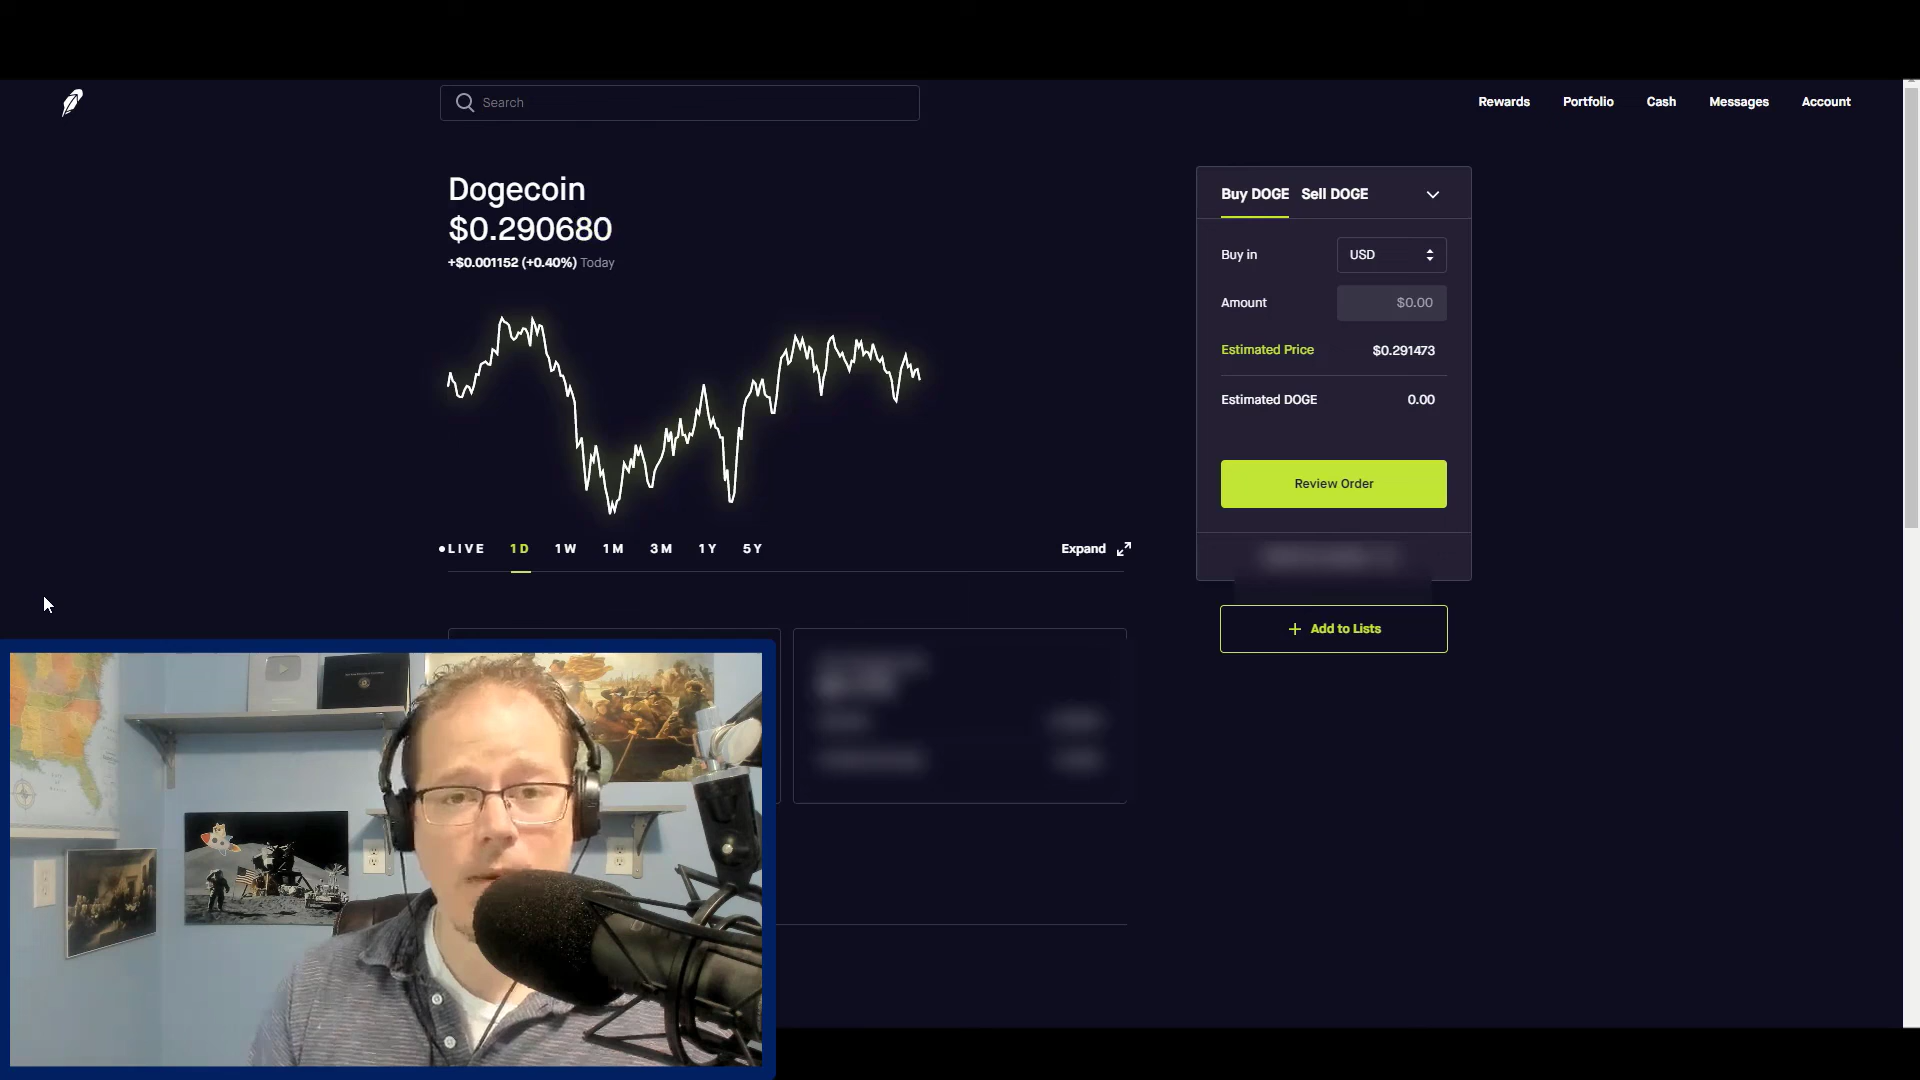 Search
Rewards
Portfolio
Cash
Messages
Account
Dogecoin
$0.290680
+$0.001152 (+0.40%) Today
LIVE
1D
1W
1M
3M
1Y
5Y
Expand
Buy DOGE
Sell DOGE
Buy in
USD
Amount
$0.00
Estimated Price
$0.291473
Estimated DOGE
0.00
Review Order
+ Add to Lists